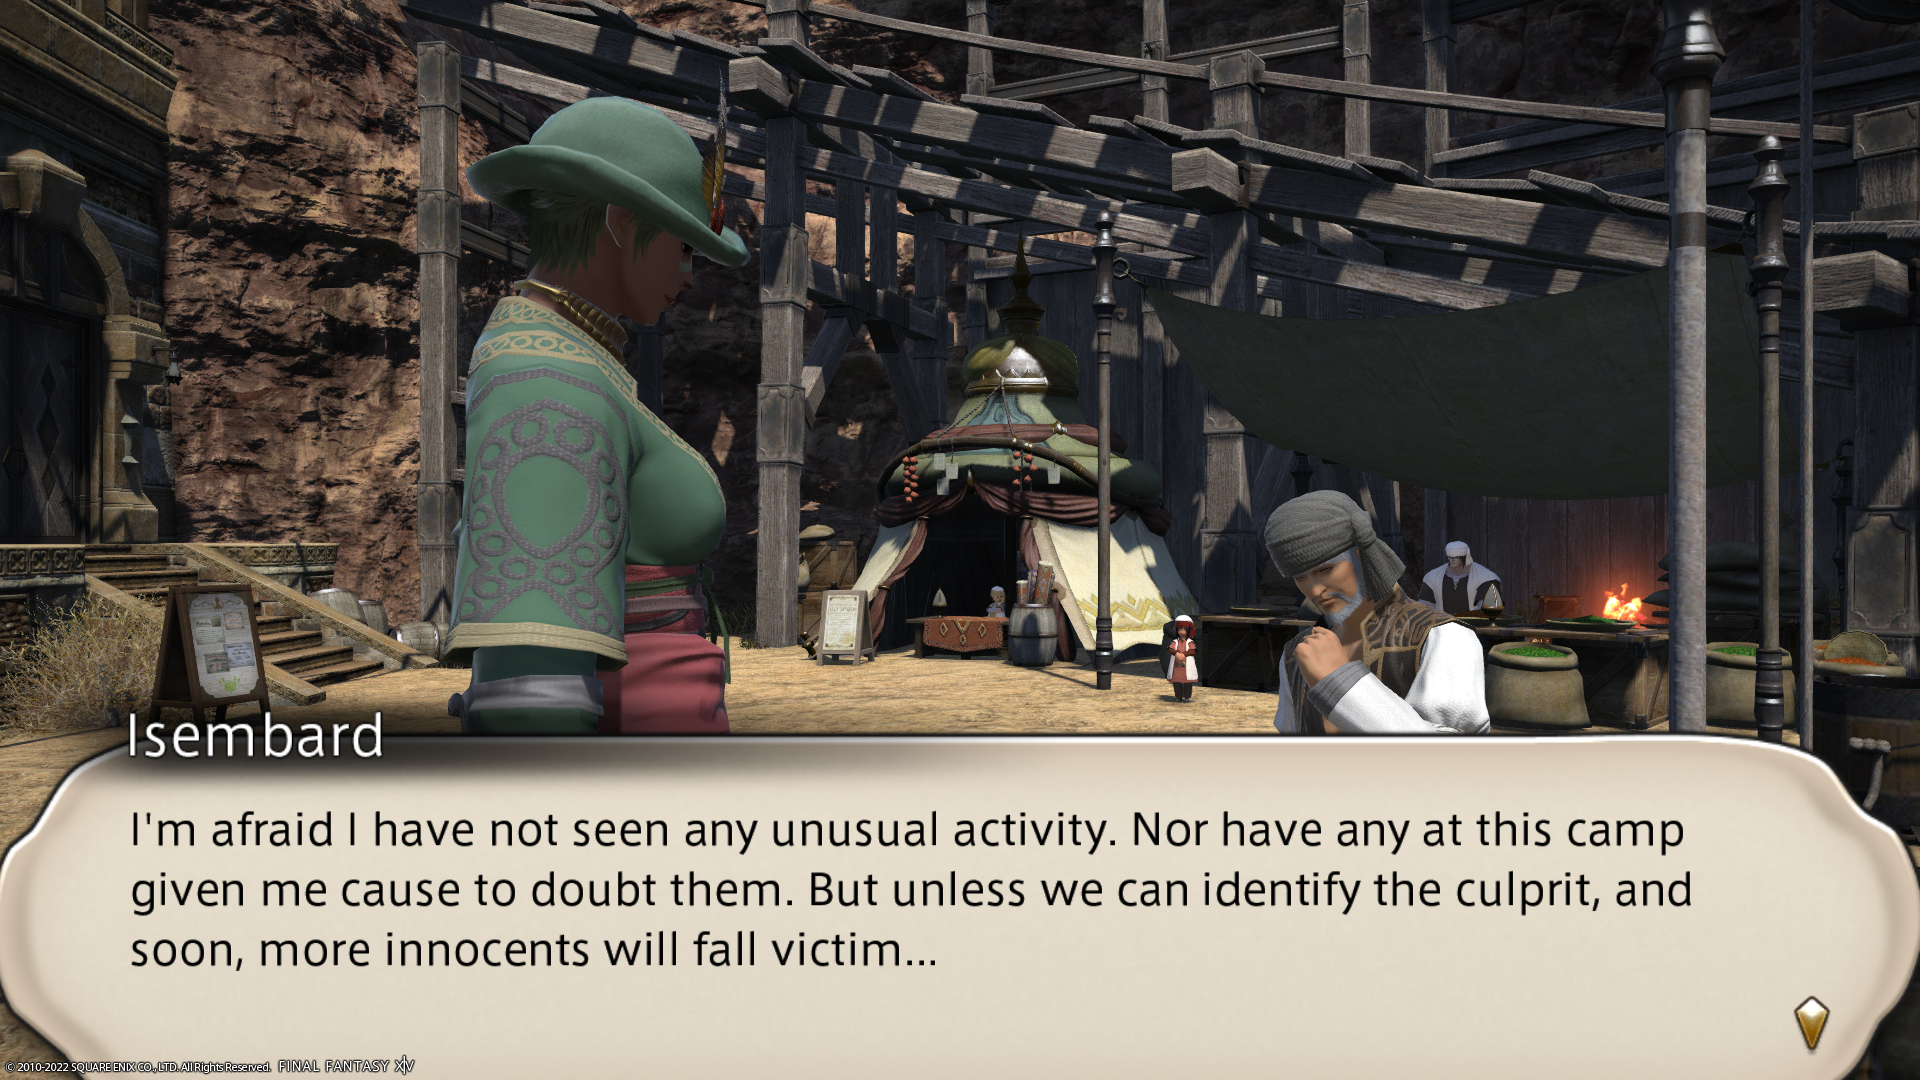 Isembard
I'm afraid I have not seen any unusual activity. Nor have any at this camp
given me cause to doubt them. But unless we can identify the culprit, and
soon, more innocents will fall victim...
© 2010-2022 SQUARE ENIX CO., LTD. All Rights Reserved. FINAL FANTASY XIV